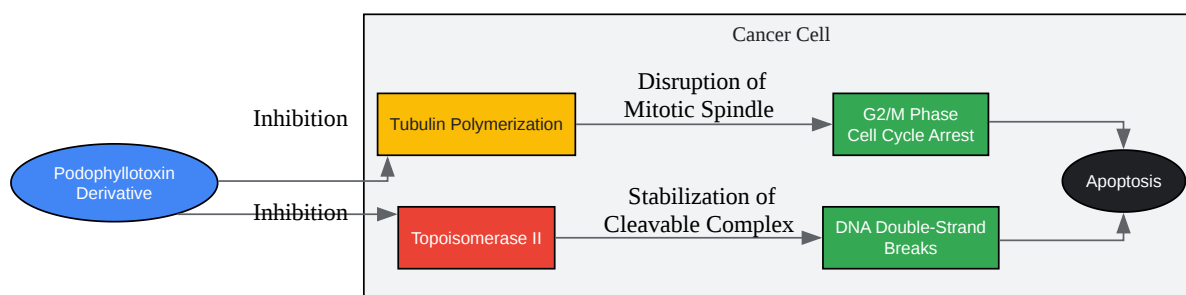 Cancer Cell
Inhibition
Tubulin Polymerization
Disruption of
Mitotic Spindle
G2/M Phase
Cell Cycle Arrest
Podophyllotoxin
Derivative
Apoptosis
Inhibition
Topoisomerase II
Stabilization of
Cleavable Complex
DNA Double-Strand
Breaks